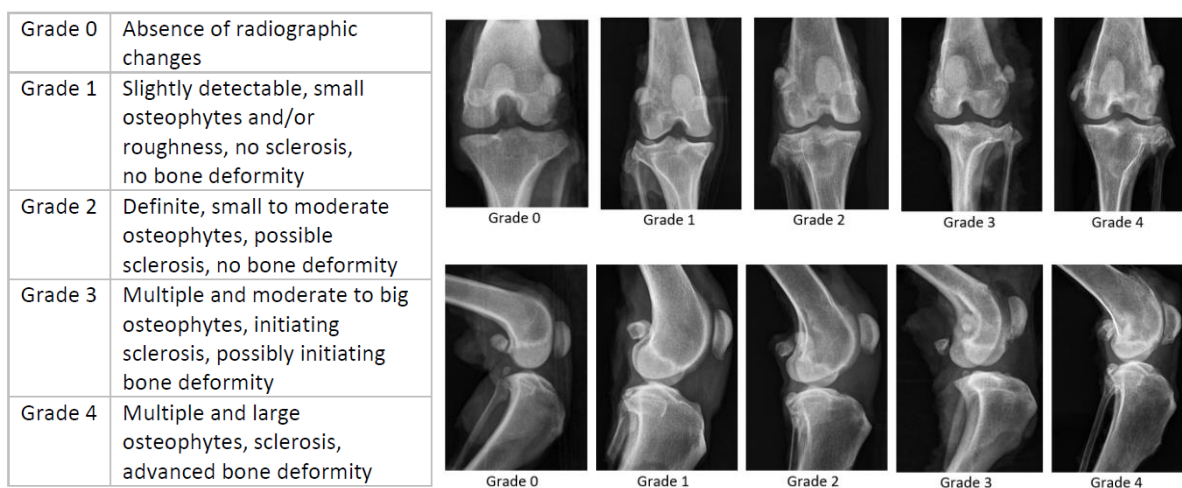 Grade 0 Absence of radiographic
changes
Grade 1 Slightly detectable, small
osteophytes and/or
roughness, no sclerosis,
no bone deformity
Grade 2 Definite, small to moderate
osteophytes, possible
sclerosis, no bone deformity
Grade 3 Multiple and moderate to big
osteophytes, initiating
sclerosis, possibly initiating
bone deformity
Grade 4 Multiple and large
osteophytes, sclerosis,
advanced bone deformity
Grade 0 Grade 1 Grade 2 Grade 3 Grade 4
Grade 0 Grade 1 Grade 2 Grade 3 Grade 4